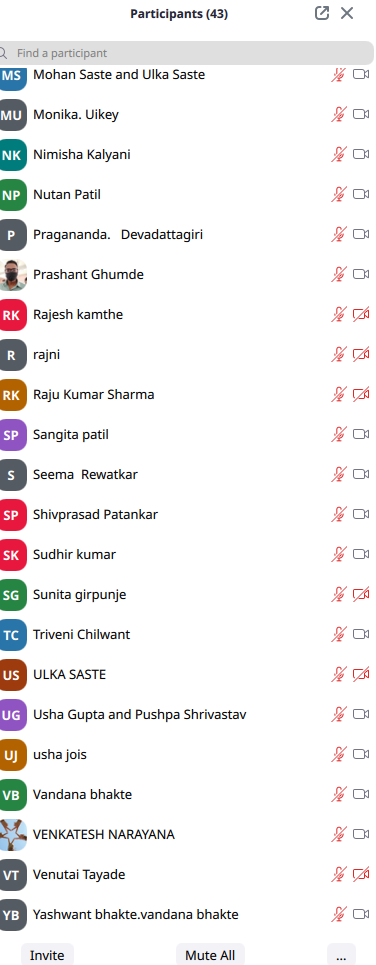 Participants (43)
Find a participant
MS Mohan Saste and Ulka Saste
MU Monika. Uikey
NK Nimisha Kalyani
NP Nutan Patil
P Pragananda. Devadattagiri
Prashant Ghumde
RK Rajesh kamthe
R rajni
RK Raju Kumar Sharma
SP Sangita patil
S Seema Rewatkar
SP Shivprasad Patankar
SK Sudhir kumar
SG Sunita girpunje
TC Triveni Chilwant
US ULKA SASTE
UG Usha Gupta and Pushpa Shrivastav
UJ usha jois
VB Vandana bhakte
VENKATESH NARAYANA
VT Venutai Tayade
YB Yashwant bhakte.vandana bhakte
Invite Mute All ...